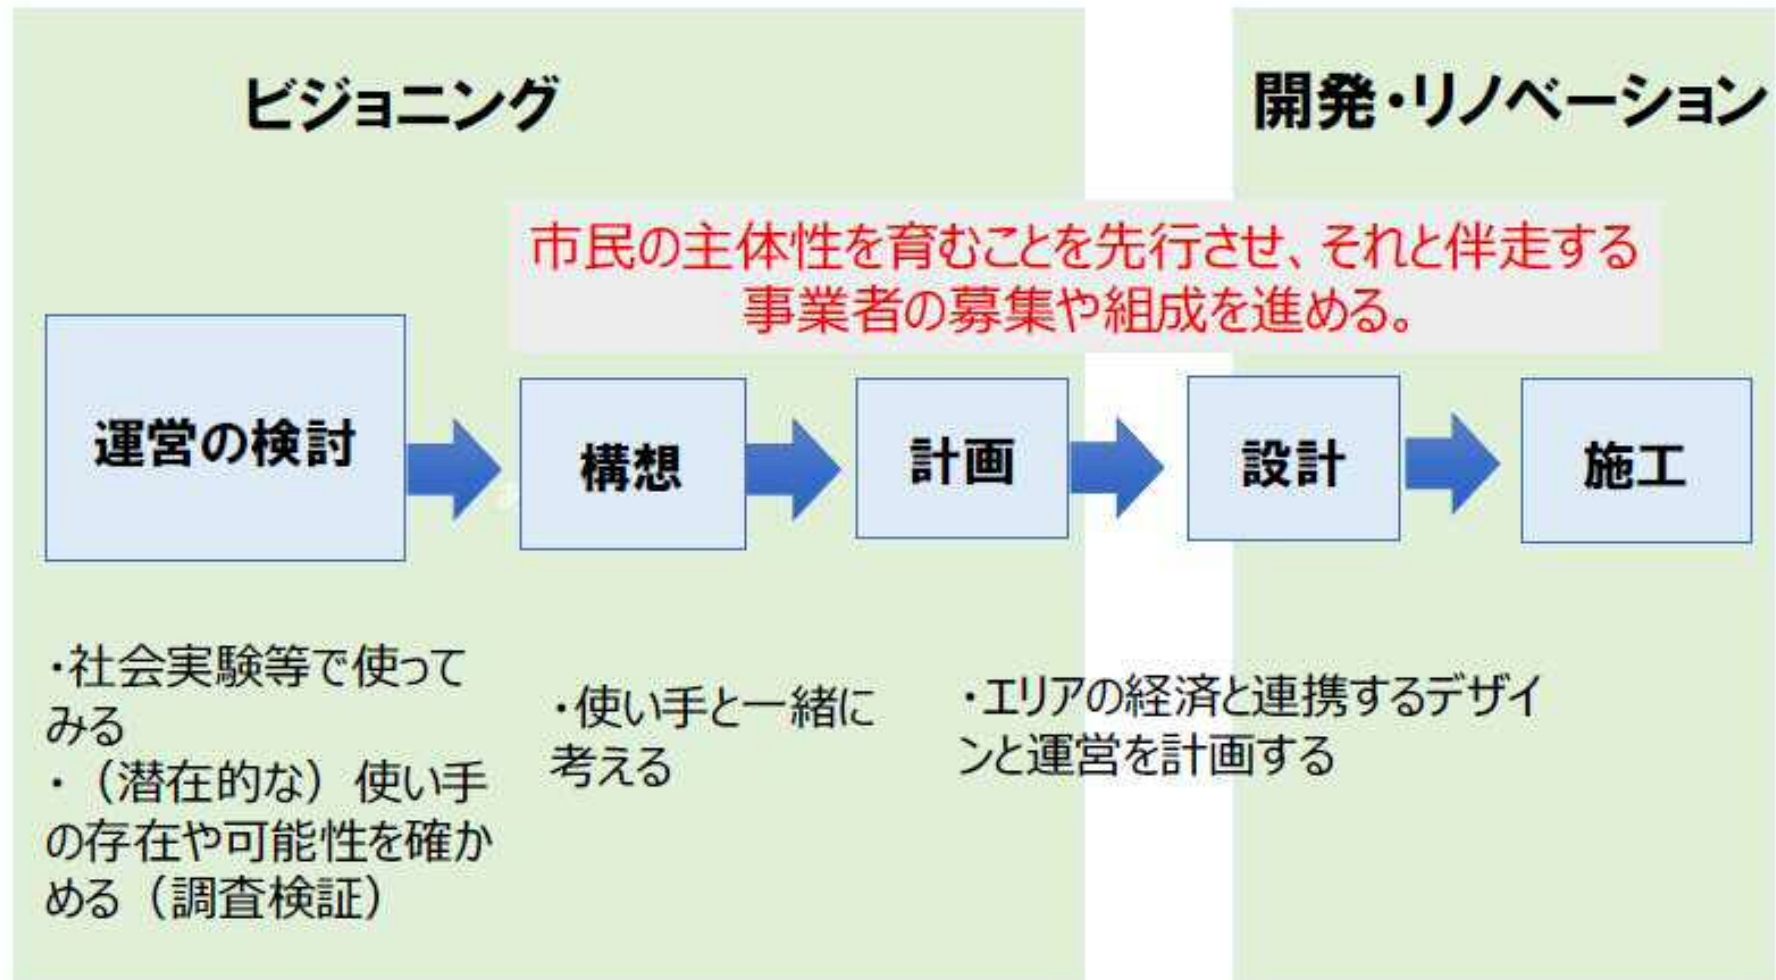 ビジョニング
開発・リノベーション
市民の主体性を育むことを先行させ、それと伴走する
事業者の募集や組成を進める。
運営の検討
構想
計画
設計
施工
・社会実験等で使って
みる
・（潜在的な）使い手
の存在や可能性を確か
める（調査検証）
・使い手と一緒に
考える
・エリアの経済と連携するデザイ
ンと運営を計画する